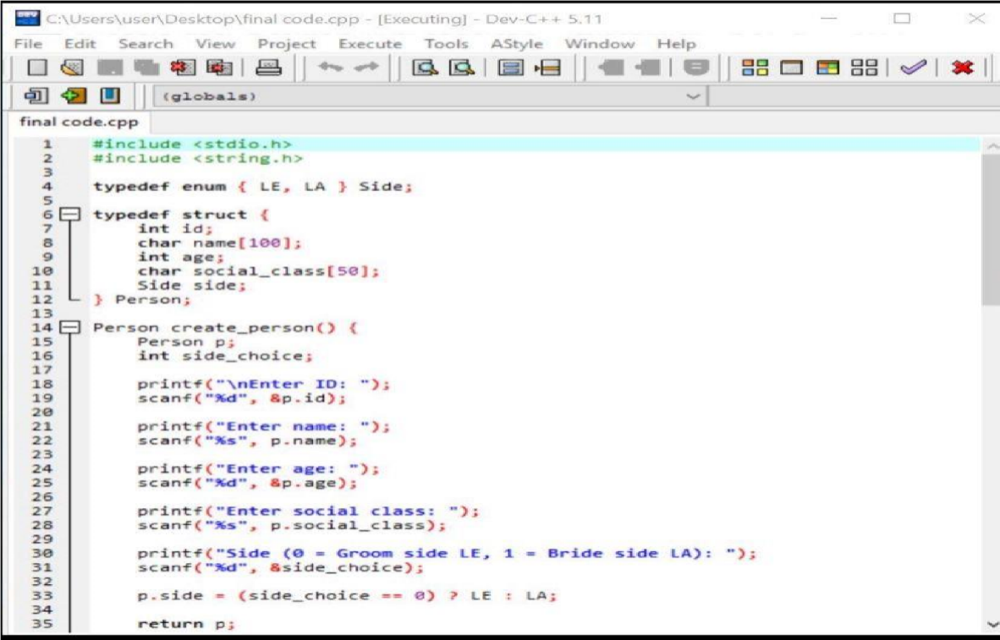 C:\Users\user\Desktop\final code.cpp - [Executing] - Dev-C++ 5.11
File Edit Search View Project Execute Tools AStyle Window Help
(globals)
final code.cpp
1 #include <stdio.h>
2 #include <string.h>
3
4 typedef enum { LE, LA } Side;
5
6 typedef struct {
7 int id;
8 char name[100];
9 int age;
10 char social_class[50];
11 Side side;
12 } Person;
13
14 Person create_person() {
15 Person p;
16 int side_choice;
17
18 printf("\nEnter ID: ");
19 scanf("%d", &p.id);
20
21 printf("Enter name: ");
22 scanf("%s", p.name);
23
24 printf("Enter age: ");
25 scanf("%d", &p.age);
26
27 printf("Enter social class: ");
28 scanf("%s", p.social_class);
29
30 printf("Side (0 = Groom side LE, 1 = Bride side LA): ");
31 scanf("%d", &side_choice);
32
33 p.side = (side_choice == 0) ? LE : LA;
34
35 return p;